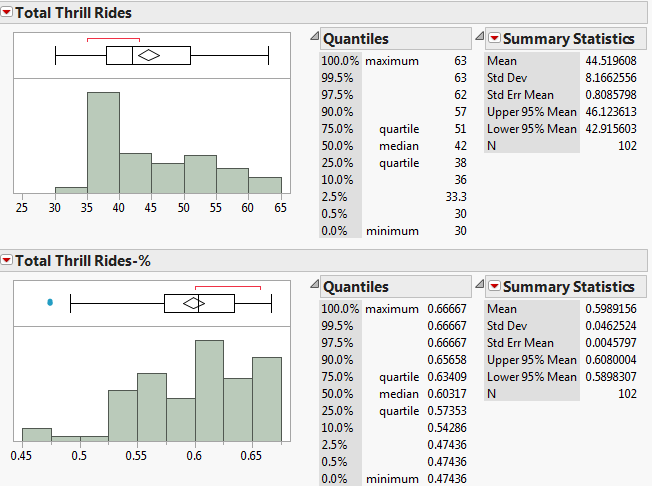 Total Thrill Rides
25 30 35 40 45 50 55 60 65
Quantiles
100.0% maximum 63
99.5% 63
97.5% 62
90.0% 57
75.0% quartile 51
50.0% median 42
25.0% quartile 38
10.0% 36
2.5% 33.3
0.5% 30
0.0% minimum 30
Summary Statistics
Mean 44.519608
Std Dev 8.1662556
Std Err Mean 0.8085798
Upper 95% Mean 46.123613
Lower 95% Mean 42.915603
N 102
Total Thrill Rides-%
0.45 0.5 0.55 0.6 0.65
Quantiles
100.0% maximum 0.66667
99.5% 0.66667
97.5% 0.66667
90.0% 0.65658
75.0% quartile 0.63409
50.0% median 0.60317
25.0% quartile 0.57353
10.0% 0.54286
2.5% 0.47436
0.5% 0.47436
0.0% minimum 0.47436
Summary Statistics
Mean 0.5989156
Std Dev 0.0462524
Std Err Mean 0.0045797
Upper 95% Mean 0.6080004
Lower 95% Mean 0.5898307
N 102